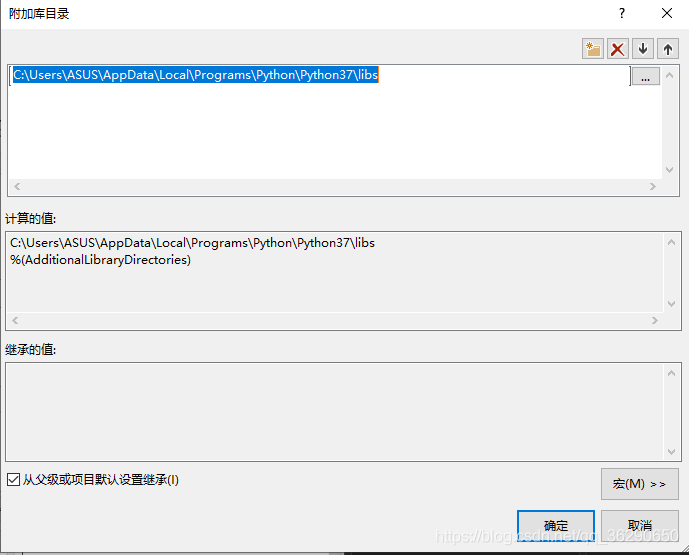 附加库目录
?
C:\Users\ASUS\AppData\Local\Programs\Python\Python37\libs
...
计算的值:
C:\Users\ASUS\AppData\Local\Programs\Python\Python37\libs
%(AdditionalLibraryDirectories)
继承的值:
从父级或项目默认设置继承(I)
宏(M) >>
确定
取消
https://blog.csdn.net/qq_36290650